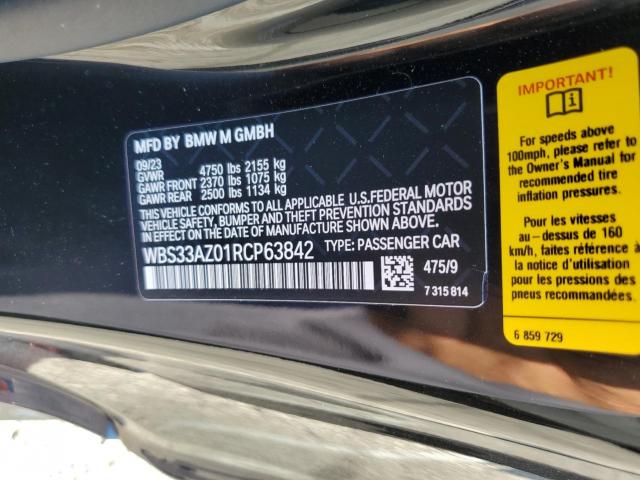 MFD BY BMW M GMBH
09/23
GVWR 4750 lbs 2155 kg
GAWR FRONT 2370 lbs 1075 kg
GAWR REAR 2500 lbs 1134 kg
THIS VEHICLE CONFORMS TO ALL APPLICABLE U.S.FEDERAL MOTOR
VEHICLE SAFETY, BUMPER, AND THEFT PREVENTION STANDARDS
IN EFFECT ON THE DATE OF MANUFACTURE SHOWN ABOVE.
WBS33AZ01RCP63842 TYPE: PASSENGER CAR
475/9
7 315 814
IMPORTANT!
For speeds above
100mph, please refer to
the Owner's Manual for
recommended tire
inflation pressures.
Pour les vitesses
au-dessus de 160
km/h, faites référence à
la notice d'utilisation
pour les pressions des
pneus recommandées.
6 859 729